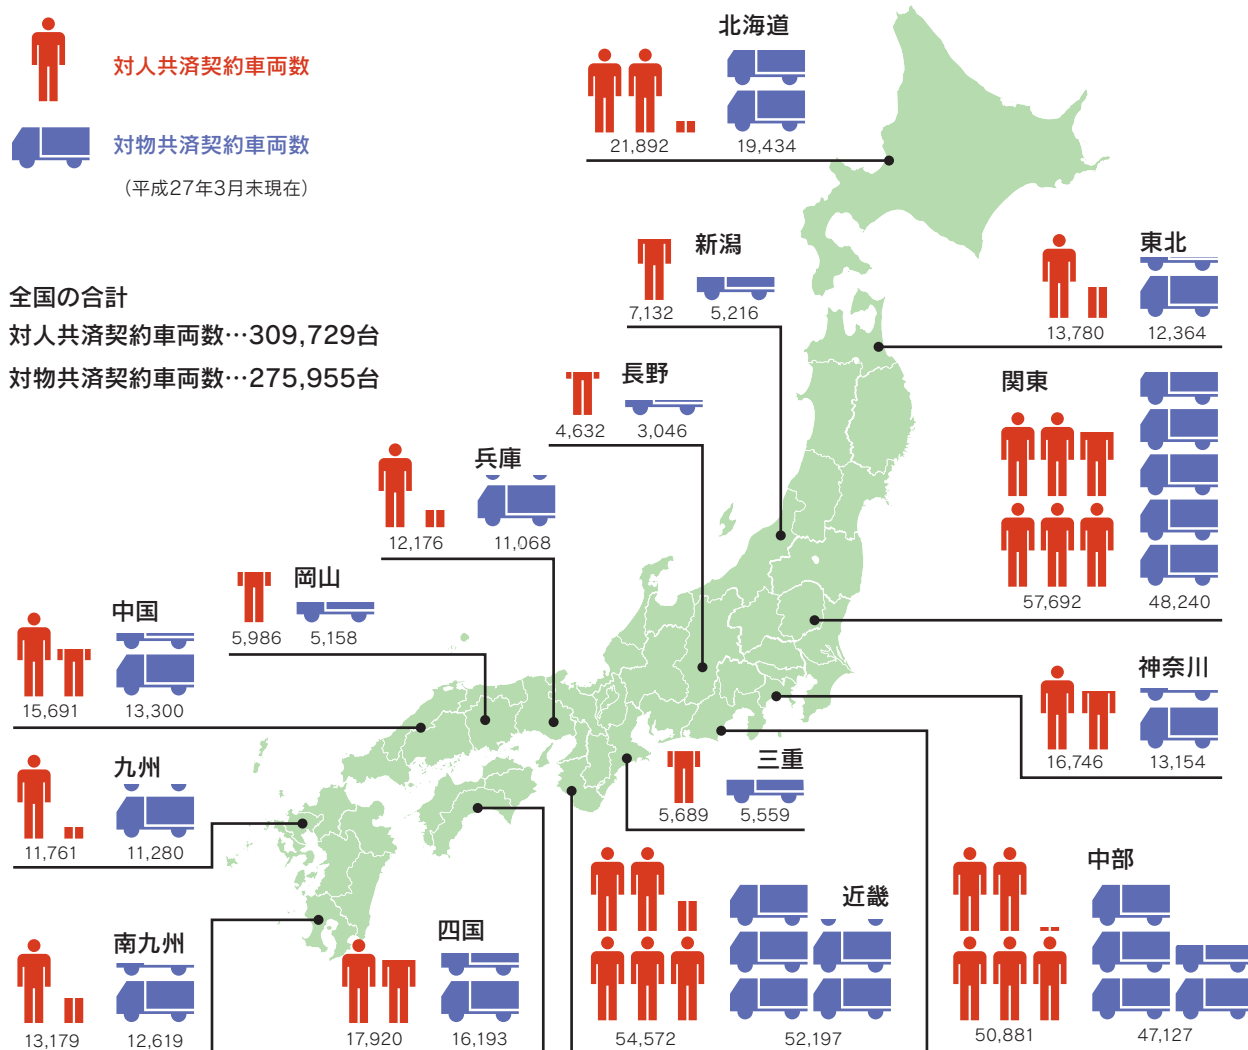 対人共済契約車両数
対物共済契約車両数
（平成27年3月末現在）
全国の合計
対人共済契約車両数…309,729台
対物共済契約車両数…275,955台
北海道
21,892 19,434
新潟
7,132 5,216
東北
13,780 12,364
長野
4,632 3,046
関東
57,692 48,240
兵庫
12,176 11,068
岡山
5,986 5,158
中国
15,691 13,300
神奈川
16,746 13,154
三重
5,689 5,559
九州
11,761 11,280
南九州
13,179 12,619
四国
17,920 16,193
近畿
54,572 52,197
中部
50,881 47,127